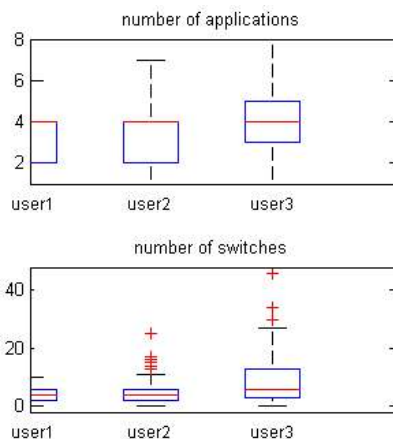 number of applications
8
6
4
2
user1 user2 user3
number of switches
40
20
0
user1 user2 user3